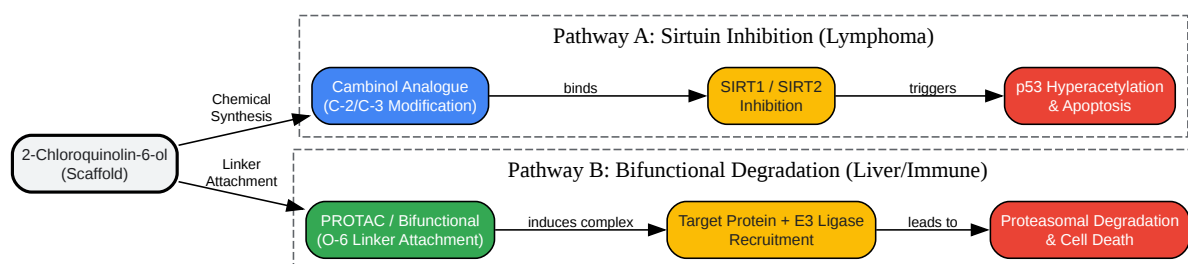 Pathway A: Sirtuin Inhibition (Lymphoma)
Chemical
Synthesis
Cambinol Analogue
(C-2/C-3 Modification)
binds
SIRT1 / SIRT2
Inhibition
triggers
p53 Hyperacetylation
& Apoptosis
2-Chloroquinolin-6-ol
(Scaffold)
Linker
Attachment
Pathway B: Bifunctional Degradation (Liver/Immune)
PROTAC / Bifunctional
(O-6 Linker Attachment)
induces complex
Target Protein + E3 Ligase
Recruitment
leads to
Proteasomal Degradation
& Cell Death